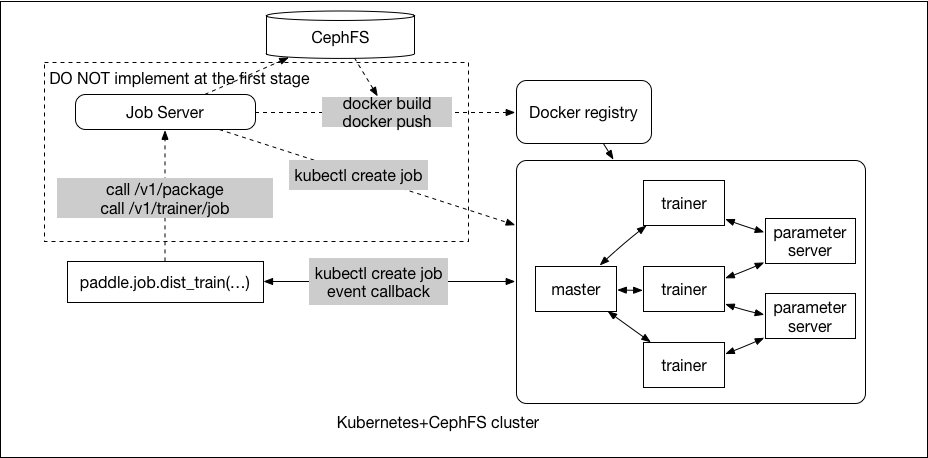 CephFS
DO NOT implement at the first stage
Job Server
docker build
docker push
Docker registry
kubectl create job
call /v1/package
call /v1/trainer/job
trainer
parameter
server
paddle.job.dist_train(...)
kubectl create job
event callback
master
trainer
parameter
server
trainer
Kubernetes+CephFS cluster